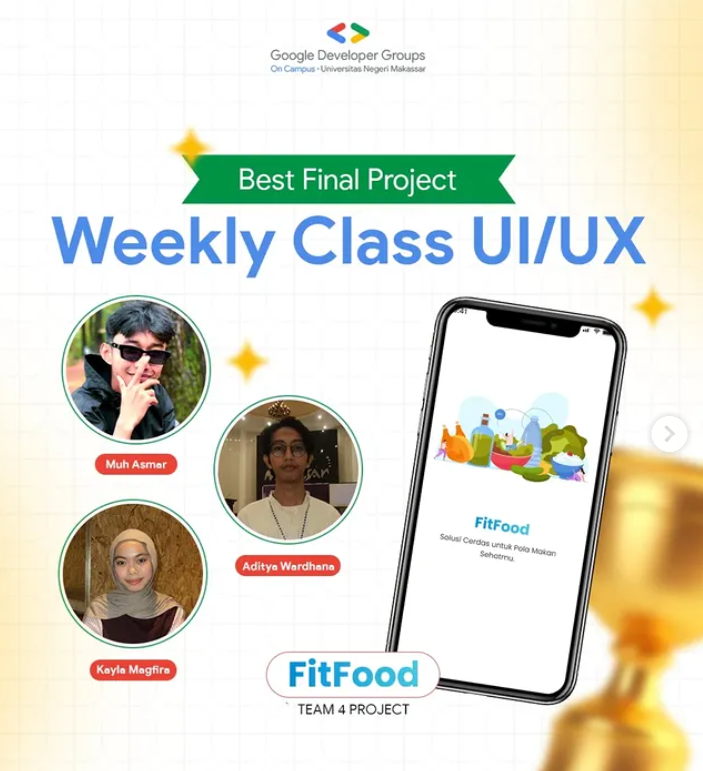 Google Developer Groups
On Campus • Universitas Negeri Makassar
Best Final Project
Weekly Class UI/UX
Muh Asmar
Aditya Wardhana
Kayla Magfira
FitFood
Solusi Cerdas untuk Pola Makan
Sehatmu.
FitFood
TEAM 4 PROJECT